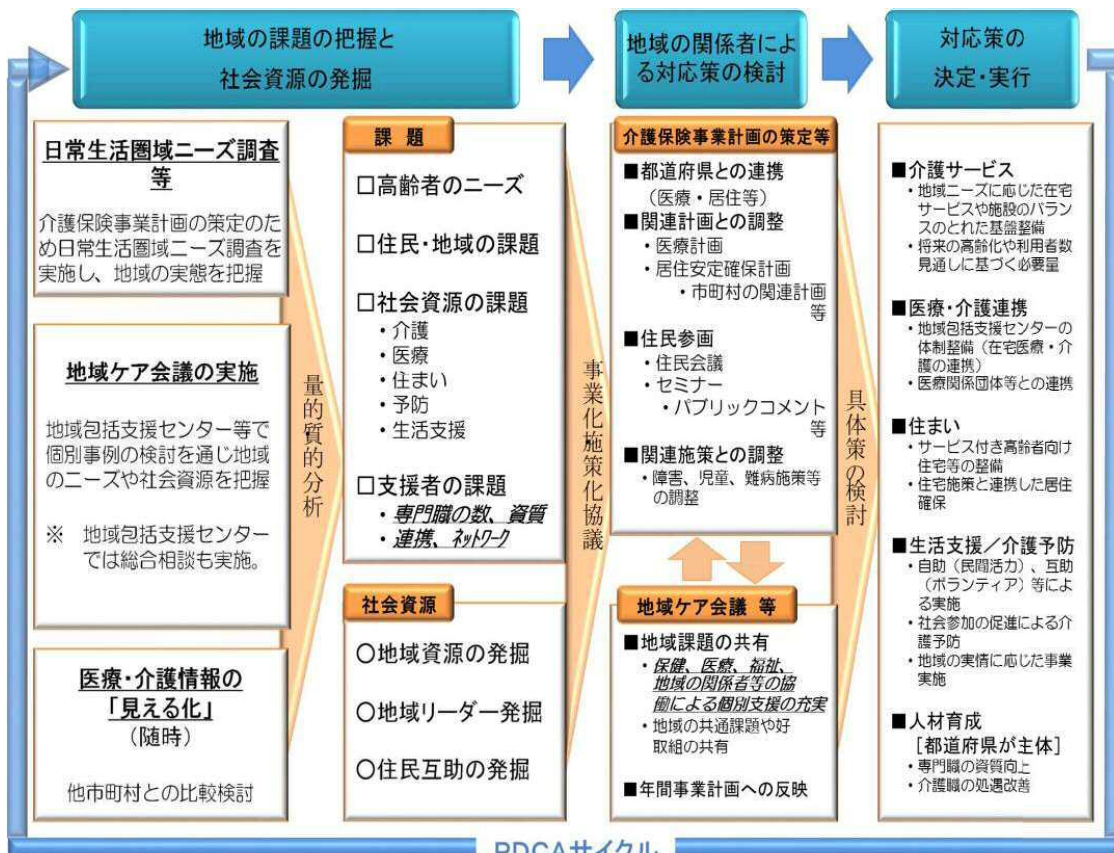 地域の課題の把握と
社会資源の発掘
地域の関係者によ
る対応策の検討
対応策の
決定・実行
日常生活圏域ニーズ調査
等
介護保険事業計画の策定のた
め日常生活圏域ニーズ調査を
実施し、地域の実態を把握
地域ケア会議の実施
地域包括支援センター等で
個別事例の検討を通じ地域
のニーズや社会資源を把握
※ 地域包括支援センター
では総合相談も実施。
医療・介護情報の
「見える化」
(随時)
他市町村との比較検討
量的質的分析
課 題
□高齢者のニーズ
□住民・地域の課題
□社会資源の課題
・介護
・医療
・住まい
・予防
・生活支援
□支援者の課題
・専門職の数、資質
・連携、ネットワーク
社会資源
○地域資源の発掘
○地域リーダー発掘
○住民互助の発掘
事業化施策化協議
介護保険事業計画の策定等
■都道府県との連携
(医療・居住等)
■関連計画との調整
・医療計画
・居住安定確保計画
・市町村の関連計画
等
■住民参画
・住民会議
・セミナー
・パブリックコメント
等
■関連施策との調整
・障害、児童、難病施策等
の調整
地域ケア会議 等
■地域課題の共有
・保健、医療、福祉、
地域の関係者等の協
働による個別支援の充実
・地域の共通課題や好
取組の共有
■年間事業計画への反映
具体策の検討
■介護サービス
・地域ニーズに応じた在宅
サービスや施設のバラン
スのとれた基盤整備
・将来の高齢化や利用者数
見通しに基づく必要量
■医療・介護連携
・地域包括支援センターの
体制整備(在宅医療・介
護の連携)
・医療関係団体等との連携
■住まい
・サービス付き高齢者向け
住宅等の整備
・住宅施策と連携した居住
確保
■生活支援/介護予防
・自助(民間活力)、互助
(ボランティア)等によ
る実施
・社会参加の促進による介
護予防
・地域の実情に応じた事業
実施
■人材育成
[都道府県が主体]
・専門職の資質向上
・介護職の処遇改善
PDCAサイクル